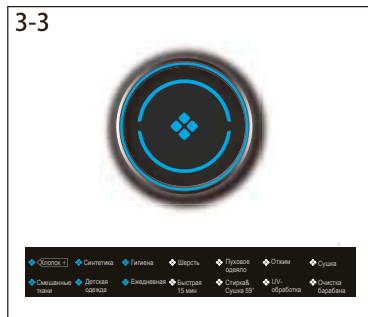 3-3
Хлопок + Синтетика Гигиена Шерсть Пуховое одеяло Отжим Сушка
Смешанные ткани Детская одежда Ежедневная Быстрая 15 мин Стирка& Сушка 59' UV-обработка Очистка барабана